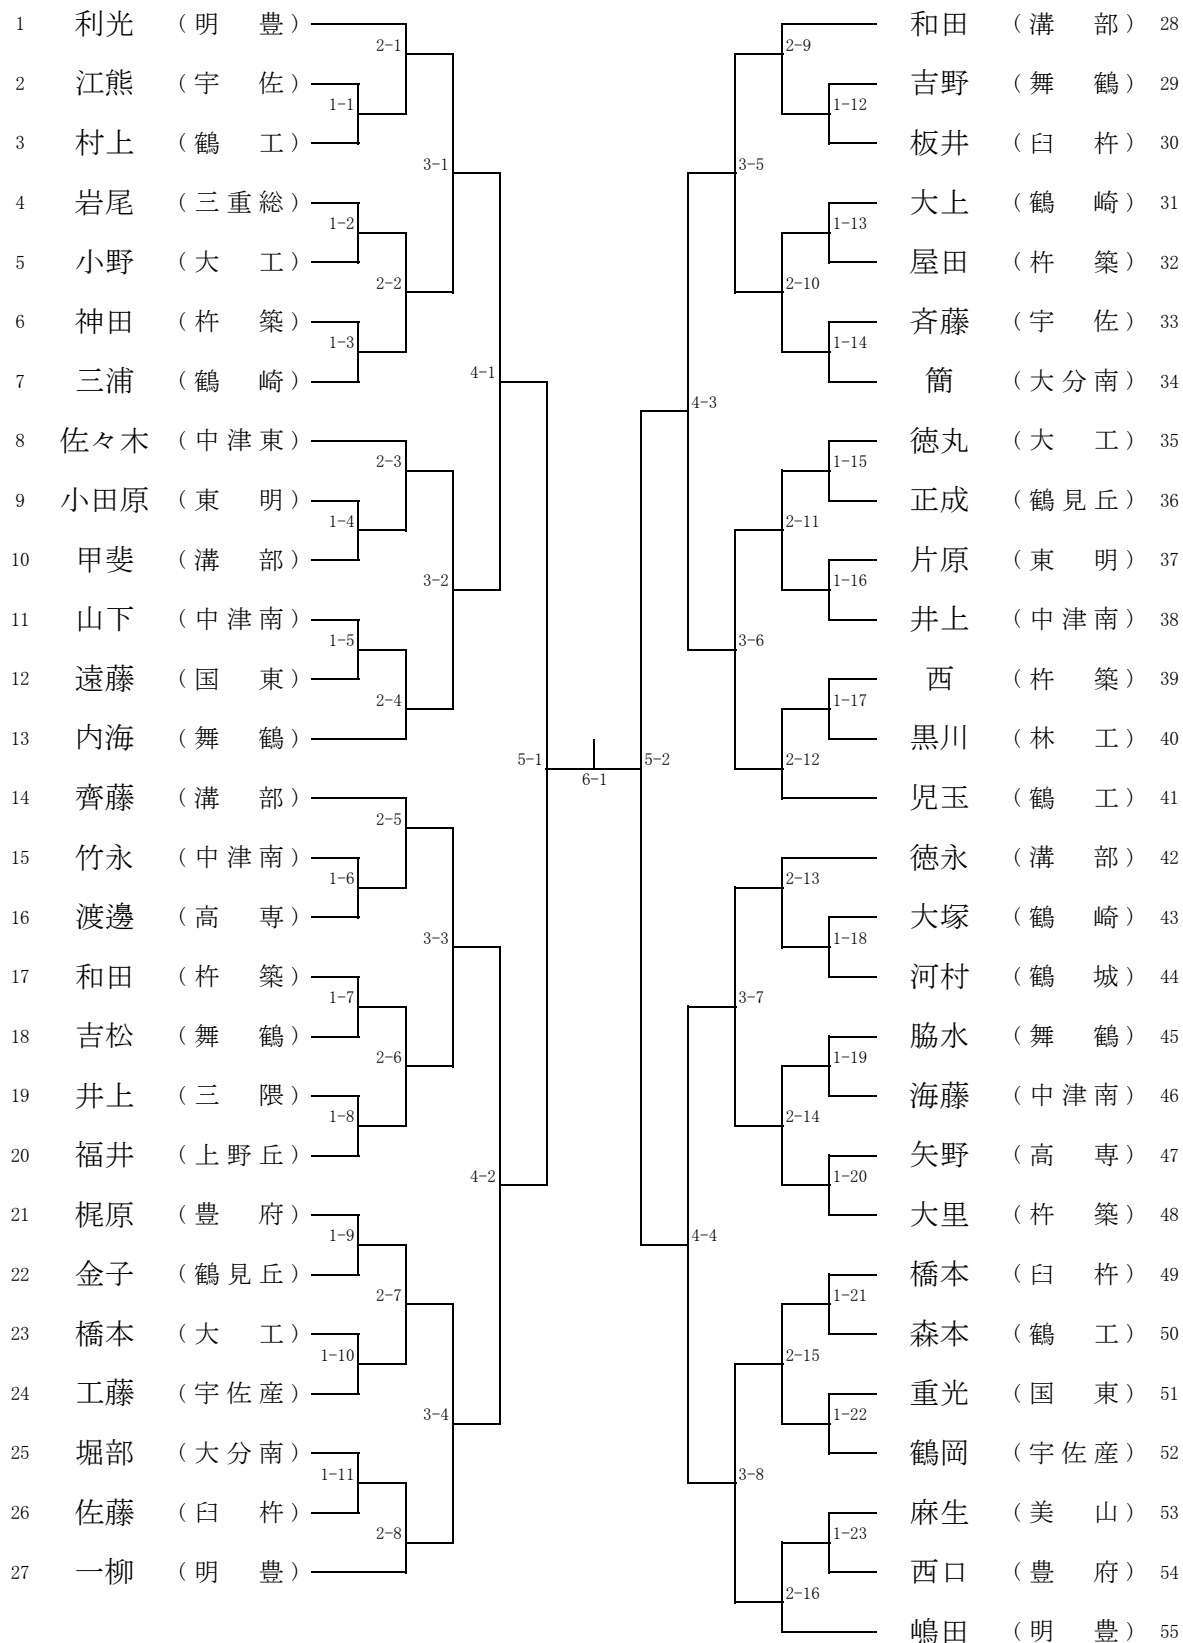 1 利光 （明 豊）
2 江熊 （宇 佐）
3 村上 （鶴 工）
4 岩尾 （三重総）
5 小野 （大 工）
6 神田 （杵 築）
7 三浦 （鶴 崎）
8 佐々木 （中津東）
9 小田原 （東 明）
10 甲斐 （溝 部）
11 山下 （中津南）
12 遠藤 （国 東）
13 内海 （舞 鶴）
14 齊藤 （溝 部）
15 竹永 （中津南）
16 渡邊 （高 専）
17 和田 （杵 築）
18 吉松 （舞 鶴）
19 井上 （三 隈）
20 福井 （上野丘）
21 梶原 （豊 府）
22 金子 （鶴見丘）
23 橋本 （大 工）
24 工藤 （宇佐産）
25 堀部 （大分南）
26 佐藤 （臼 杵）
27 一柳 （明 豊）
1-1
1-2
1-3
1-4
1-5
1-6
1-7
1-8
1-9
1-10
1-11
2-1
2-2
2-3
2-4
2-5
2-6
2-7
2-8
3-1
3-2
3-3
3-4
4-1
4-2
5-1
6-1
5-2
4-3
4-4
3-5
3-6
3-7
3-8
2-9
2-10
2-11
2-12
2-13
2-14
2-15
2-16
1-12
1-13
1-14
1-15
1-16
1-17
1-18
1-19
1-20
1-21
1-22
1-23
和田 （溝 部） 28
吉野 （舞 鶴） 29
板井 （臼 杵） 30
大上 （鶴 崎） 31
屋田 （杵 築） 32
斉藤 （宇 佐） 33
簡 （大分南） 34
徳丸 （大 工） 35
正成 （鶴見丘） 36
片原 （東 明） 37
井上 （中津南） 38
西 （杵 築） 39
黒川 （林 工） 40
児玉 （鶴 工） 41
徳永 （溝 部） 42
大塚 （鶴 崎） 43
河村 （鶴 城） 44
脇水 （舞 鶴） 45
海藤 （中津南） 46
矢野 （高 専） 47
大里 （杵 築） 48
橋本 （臼 杵） 49
森本 （鶴 工） 50
重光 （国 東） 51
鶴岡 （宇佐産） 52
麻生 （美 山） 53
西口 （豊 府） 54
嶋田 （明 豊） 55